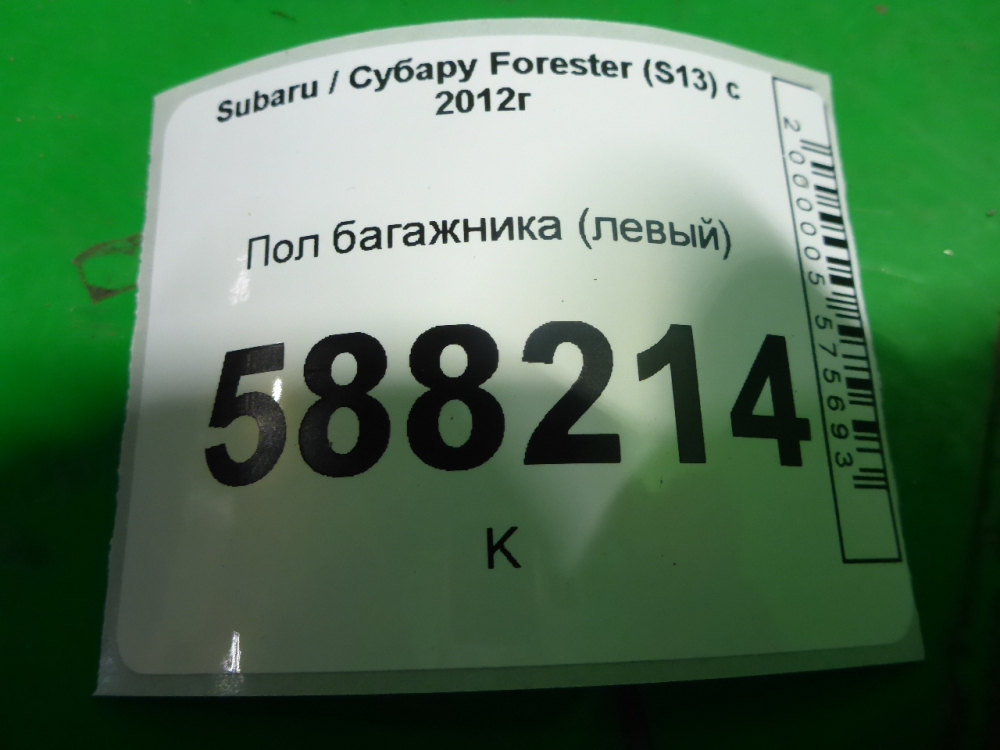 Subaru / Субару Forester (S13) с
2012г
Пол багажника (левый)
588214
К
2000005575693